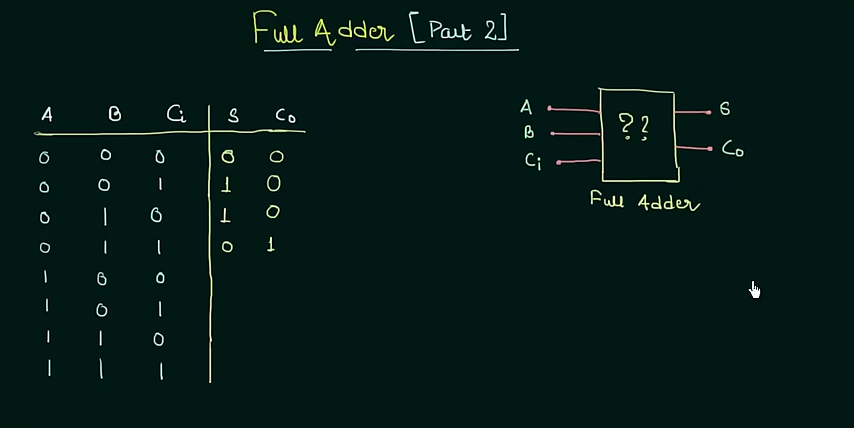 Full Adder [Part 2]
A B Ci S Co
0 0 0 0 0
0 0 1 1 0
0 1 0 1 0
0 1 1 0 1
1 0 0
1 0 1
1 1 0
1 1 1
A
B
Ci
??
S
Co
Full Adder